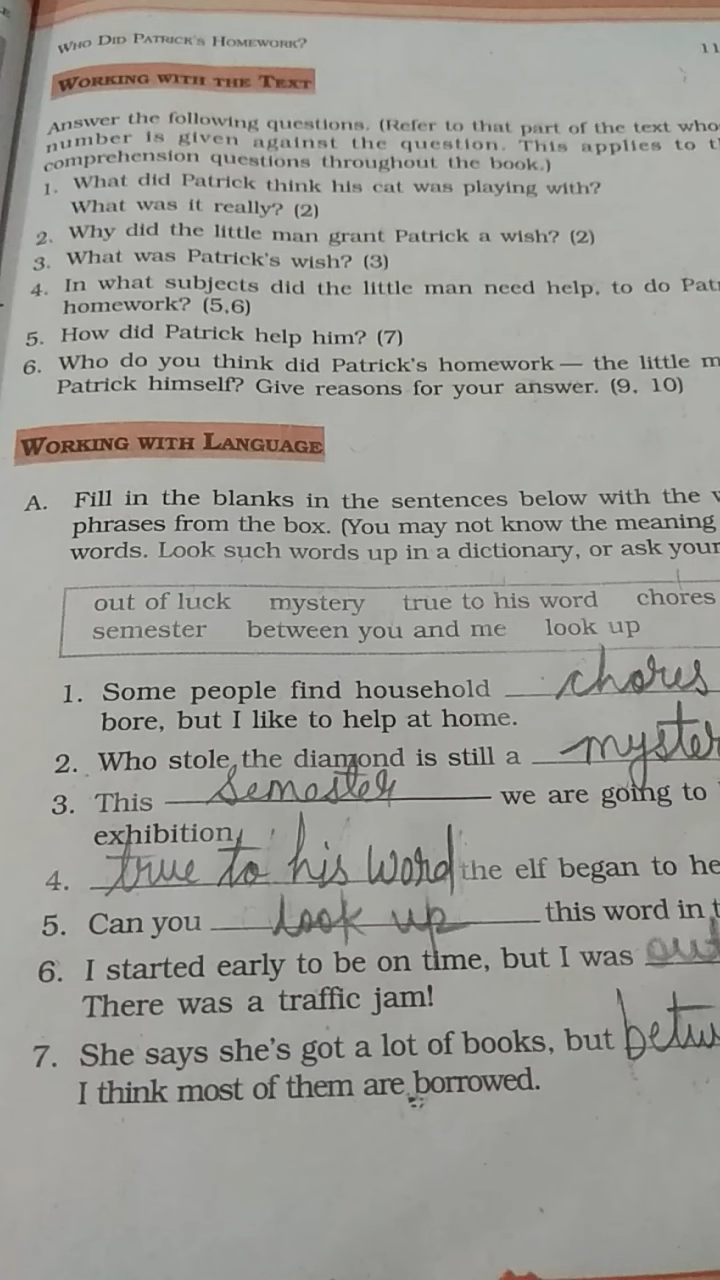 WHO DID PATRICK'S HOMEWORK?
11
WORKING WITH THE TEXT
Answer the following questions. (Refer to that part of the text who
number is given against the question. This applies to t
comprehension questions throughout the book.)
1. What did Patrick think his cat was playing with?
What was it really? (2)
2. Why did the little man grant Patrick a wish? (2)
3. What was Patrick's wish? (3)
4. In what subjects did the little man need help, to do Pat
homework? (5,6)
5. How did Patrick help him? (7)
6. Who do you think did Patrick's homework — the little m
Patrick himself? Give reasons for your answer. (9, 10)
WORKING WITH LANGUAGE
A. Fill in the blanks in the sentences below with the
phrases from the box. (You may not know the meaning
words. Look such words up in a dictionary, or ask your
out of luck mystery true to his word chores
semester between you and me look up
1. Some people find household chores
bore, but I like to help at home.
2. Who stole the diamond is still a myster
3. This Semester we are going to
exhibition.
4. true to his word the elf began to he
5. Can you look up this word in t
6. I started early to be on time, but I was out
There was a traffic jam!
7. She says she's got a lot of books, but betw
I think most of them are borrowed.